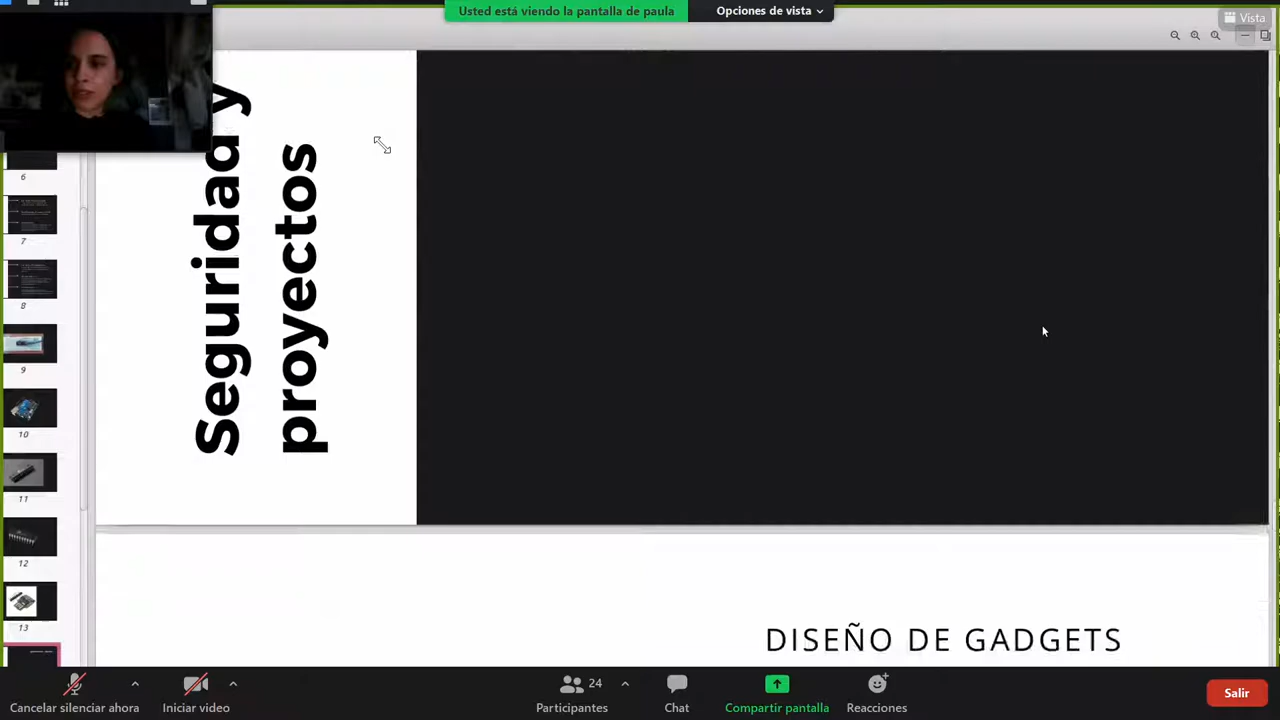 Usted está viendo la pantalla de paula
Opciones de vista
Vista
Seguridad y
proyectos
6
7
8
9
10
11
12
13
DISEÑO DE GADGETS
Cancelar silenciar ahora
Iniciar video
24
Participantes
Chat
Compartir pantalla
Reacciones
Salir